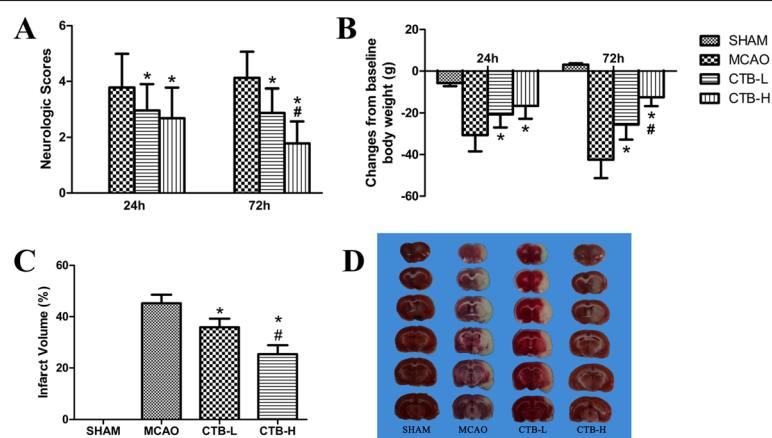 A
Neurologic Scores
6
4
2
0
* *
* *
#
24h 72h
B
Changes from baseline
body weight (g)
20
0
-20
-40
-60
24h 72h
* *
* *
#
SHAM
MCAO
CTB-L
CTB-H
C
Infarct Volume (%)
60
40
20
0
* *
#
SHAM MCAO CTB-L CTB-H
D
SHAM MCAO CTB-L CTB-H